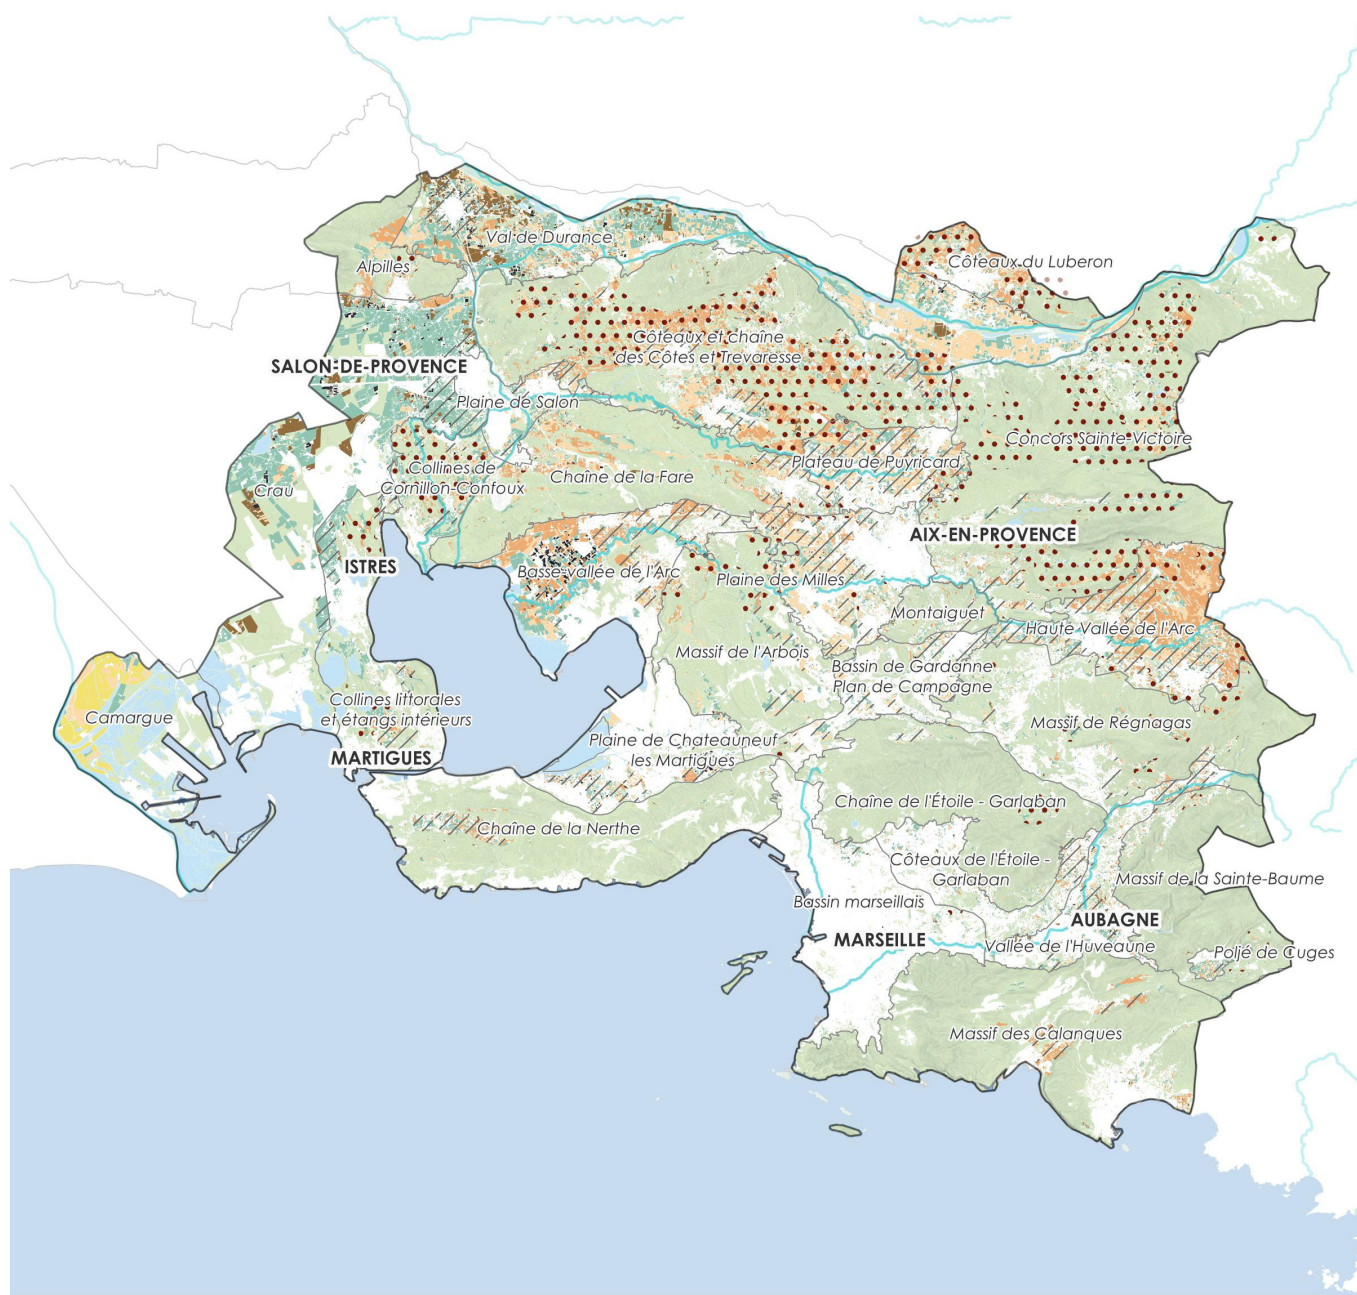 Val de Durance
Alpilles
Côteaux du Luberon
Côteaux et chaîne
des Côtes et Trevaresse
SALON-DE-PROVENCE
Plaine de Salon
Concors Sainte-Victoire
Collines de
Cornillon-Confoux
Chaîne de la Fare
Plateau de Puyricard
Crau
AIX-EN-PROVENCE
ISTRES
Basse-vallée de l'Arc
Plaine des Milles
Montaiguet
Haute Vallée de l'Arc
Massif de l'Arbois
Bassin de Gardanne
Plan de Campagne
Camargue
Collines littorales
et étangs intérieurs
Massif de Régnagas
Plaine de Chateauneuf
les Martigues
MARTIGUES
Chaîne de l'Étoile - Garlaban
Chaîne de la Nerthe
Côteaux de l'Étoile -
Garlaban
Massif de la Sainte-Baume
Bassin marseillais
AUBAGNE
MARSEILLE
Vallée de l'Huveaune
Poljé de Cuges
Massif des Calanques